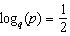 log_q(p) = 1/2